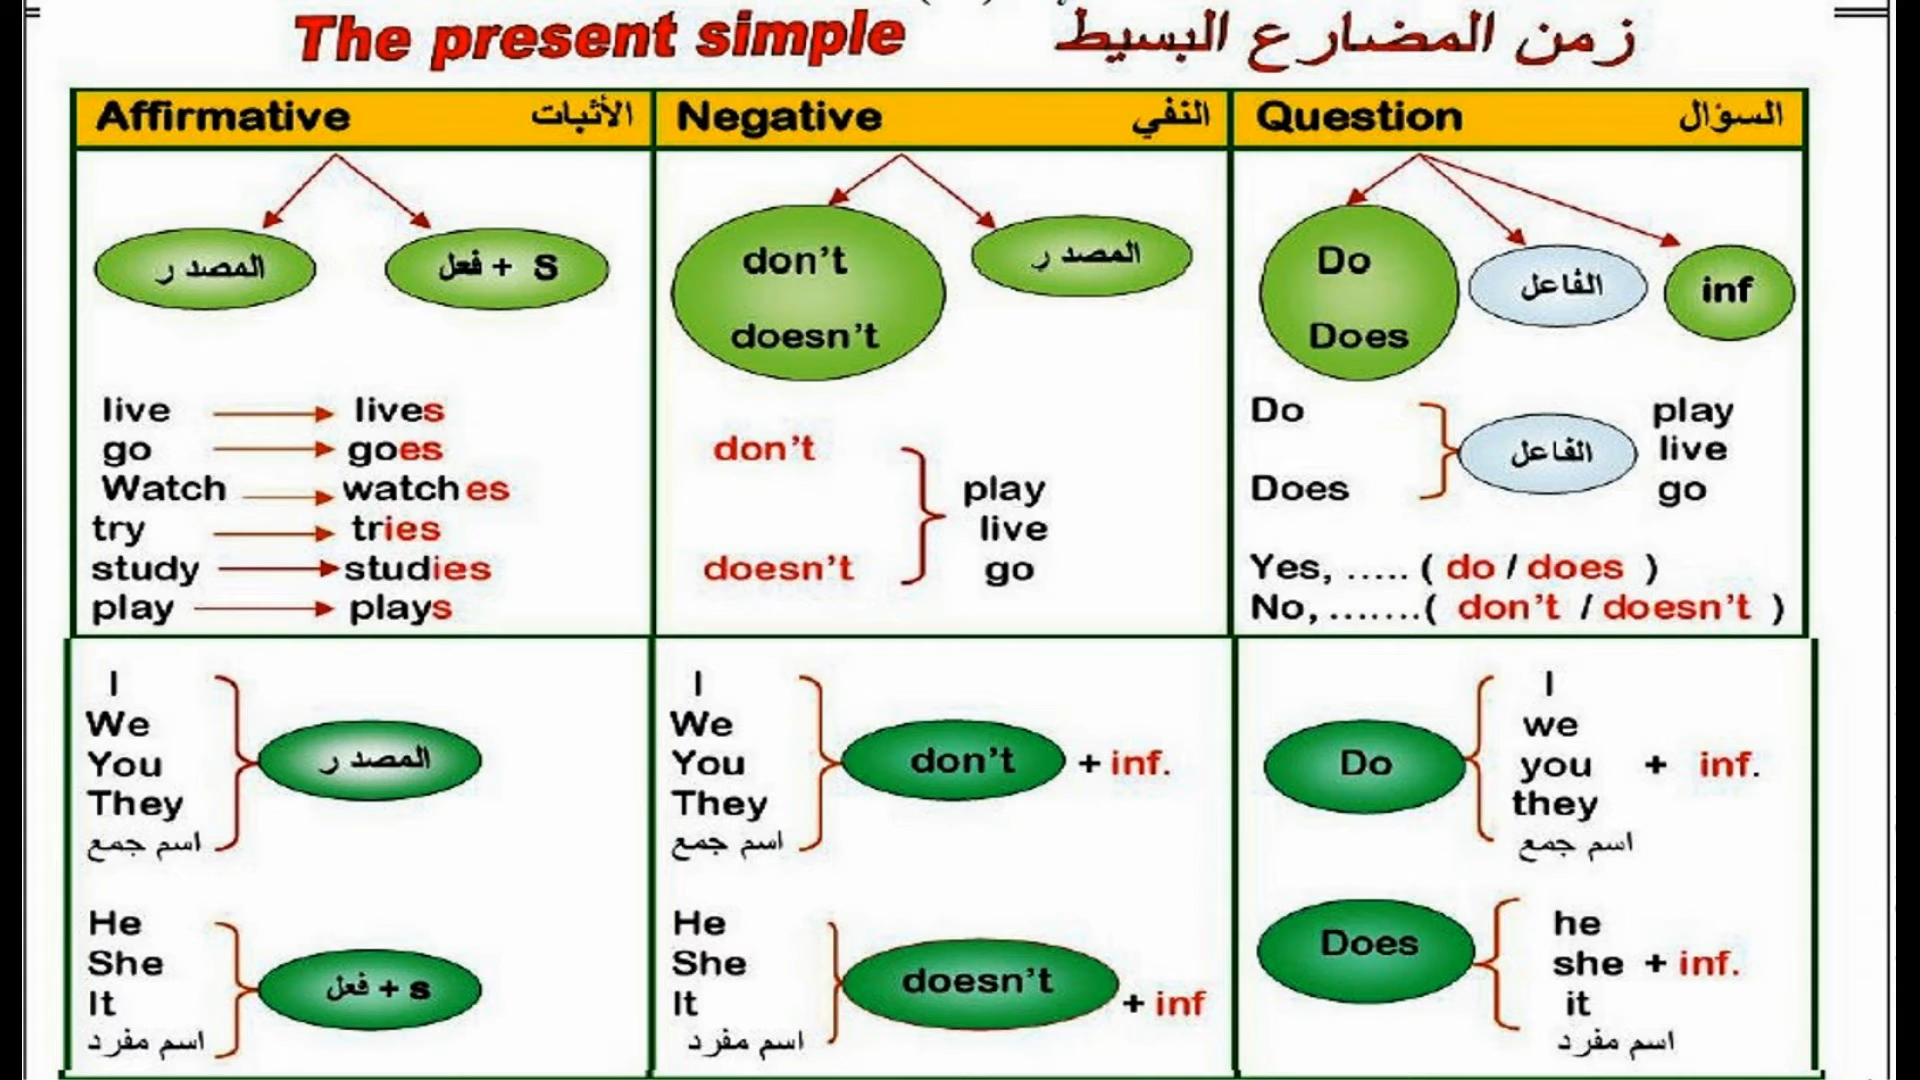 The present simple زمن المضارع البسيط
Affirmative الأثبات
المصدر
فعل + S
live lives
go goes
Watch watches
try tries
study studies
play plays
I
We
You
They
اسم جمع
المصدر
He
She
It
اسم مفرد
فعل + s
Negative النفي
don't
doesn't
المصدر
don't
doesn't
play
live
go
I
We
You
They
اسم جمع
don't + inf.
He
She
It
اسم مفرد
doesn't + inf
Question السؤال
Do
Does
الفاعل
inf
Do
Does
الفاعل
play
live
go
Yes, ..... ( do / does )
No, .......( don't / doesn't )
Do
I
we
you + inf.
they
اسم جمع
Does
he
she + inf.
it
اسم مفرد